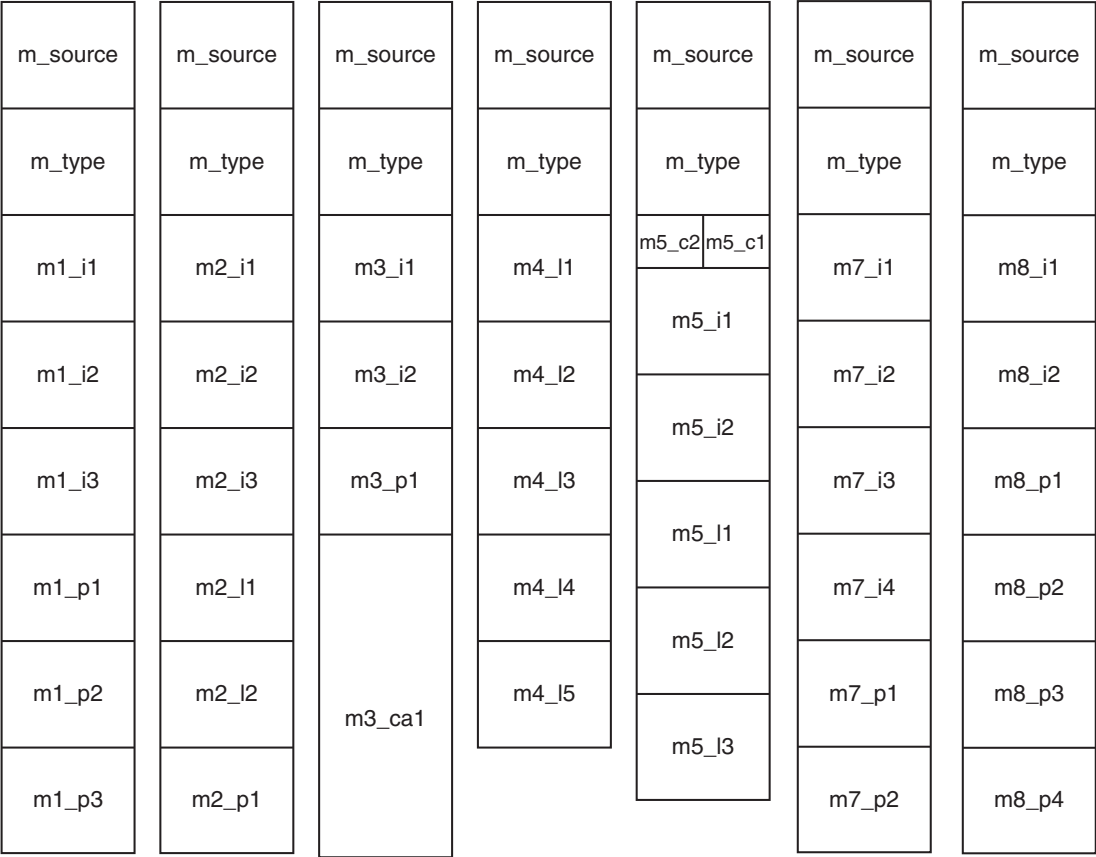 m_source m_source m_source m_source m_source m_source m_source
m_type m_type m_type m_type m_type m_type m_type
m5_c2 m5_c1
m1_i1 m2_i1 m3_i1 m4_l1 m7_i1 m8_i1
m5_i1
m1_i2 m2_i2 m3_i2 m4_l2 m7_i2 m8_i2
m5_i2
m1_i3 m2_i3 m3_p1 m4_l3 m7_i3 m8_p1
m5_l1
m1_p1 m2_l1 m4_l4 m7_i4 m8_p2
m5_l2
m1_p2 m2_l2 m4_l5 m7_p1 m8_p3
m3_ca1
m5_l3
m1_p3 m2_p1 m7_p2 m8_p4